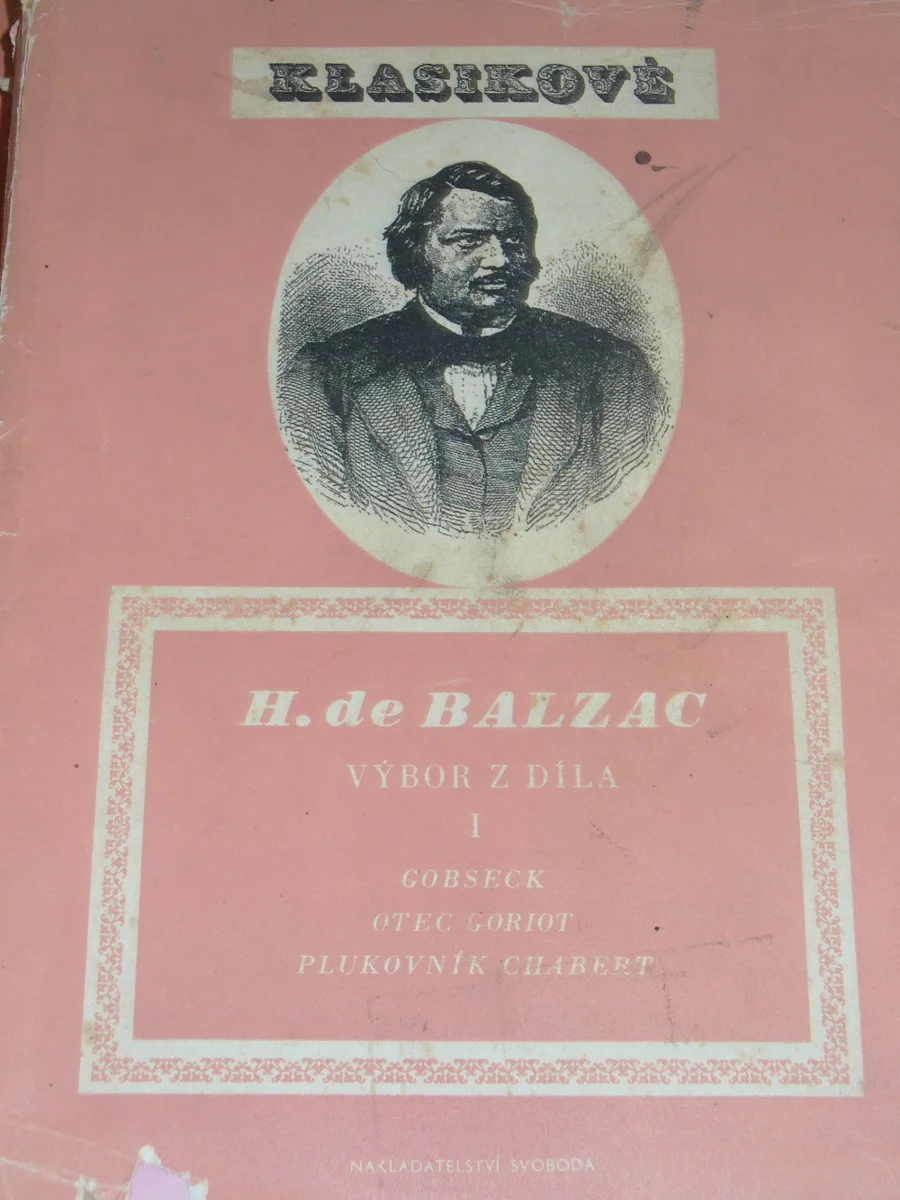 KLASIKOVÉ
H. de BALZAC
VÝBOR Z DÍLA
I
GOBSECK
OTEC GORIOT
PLUKOVNÍK CHABERT
NAKLADATELSTVÍ SVOBODA